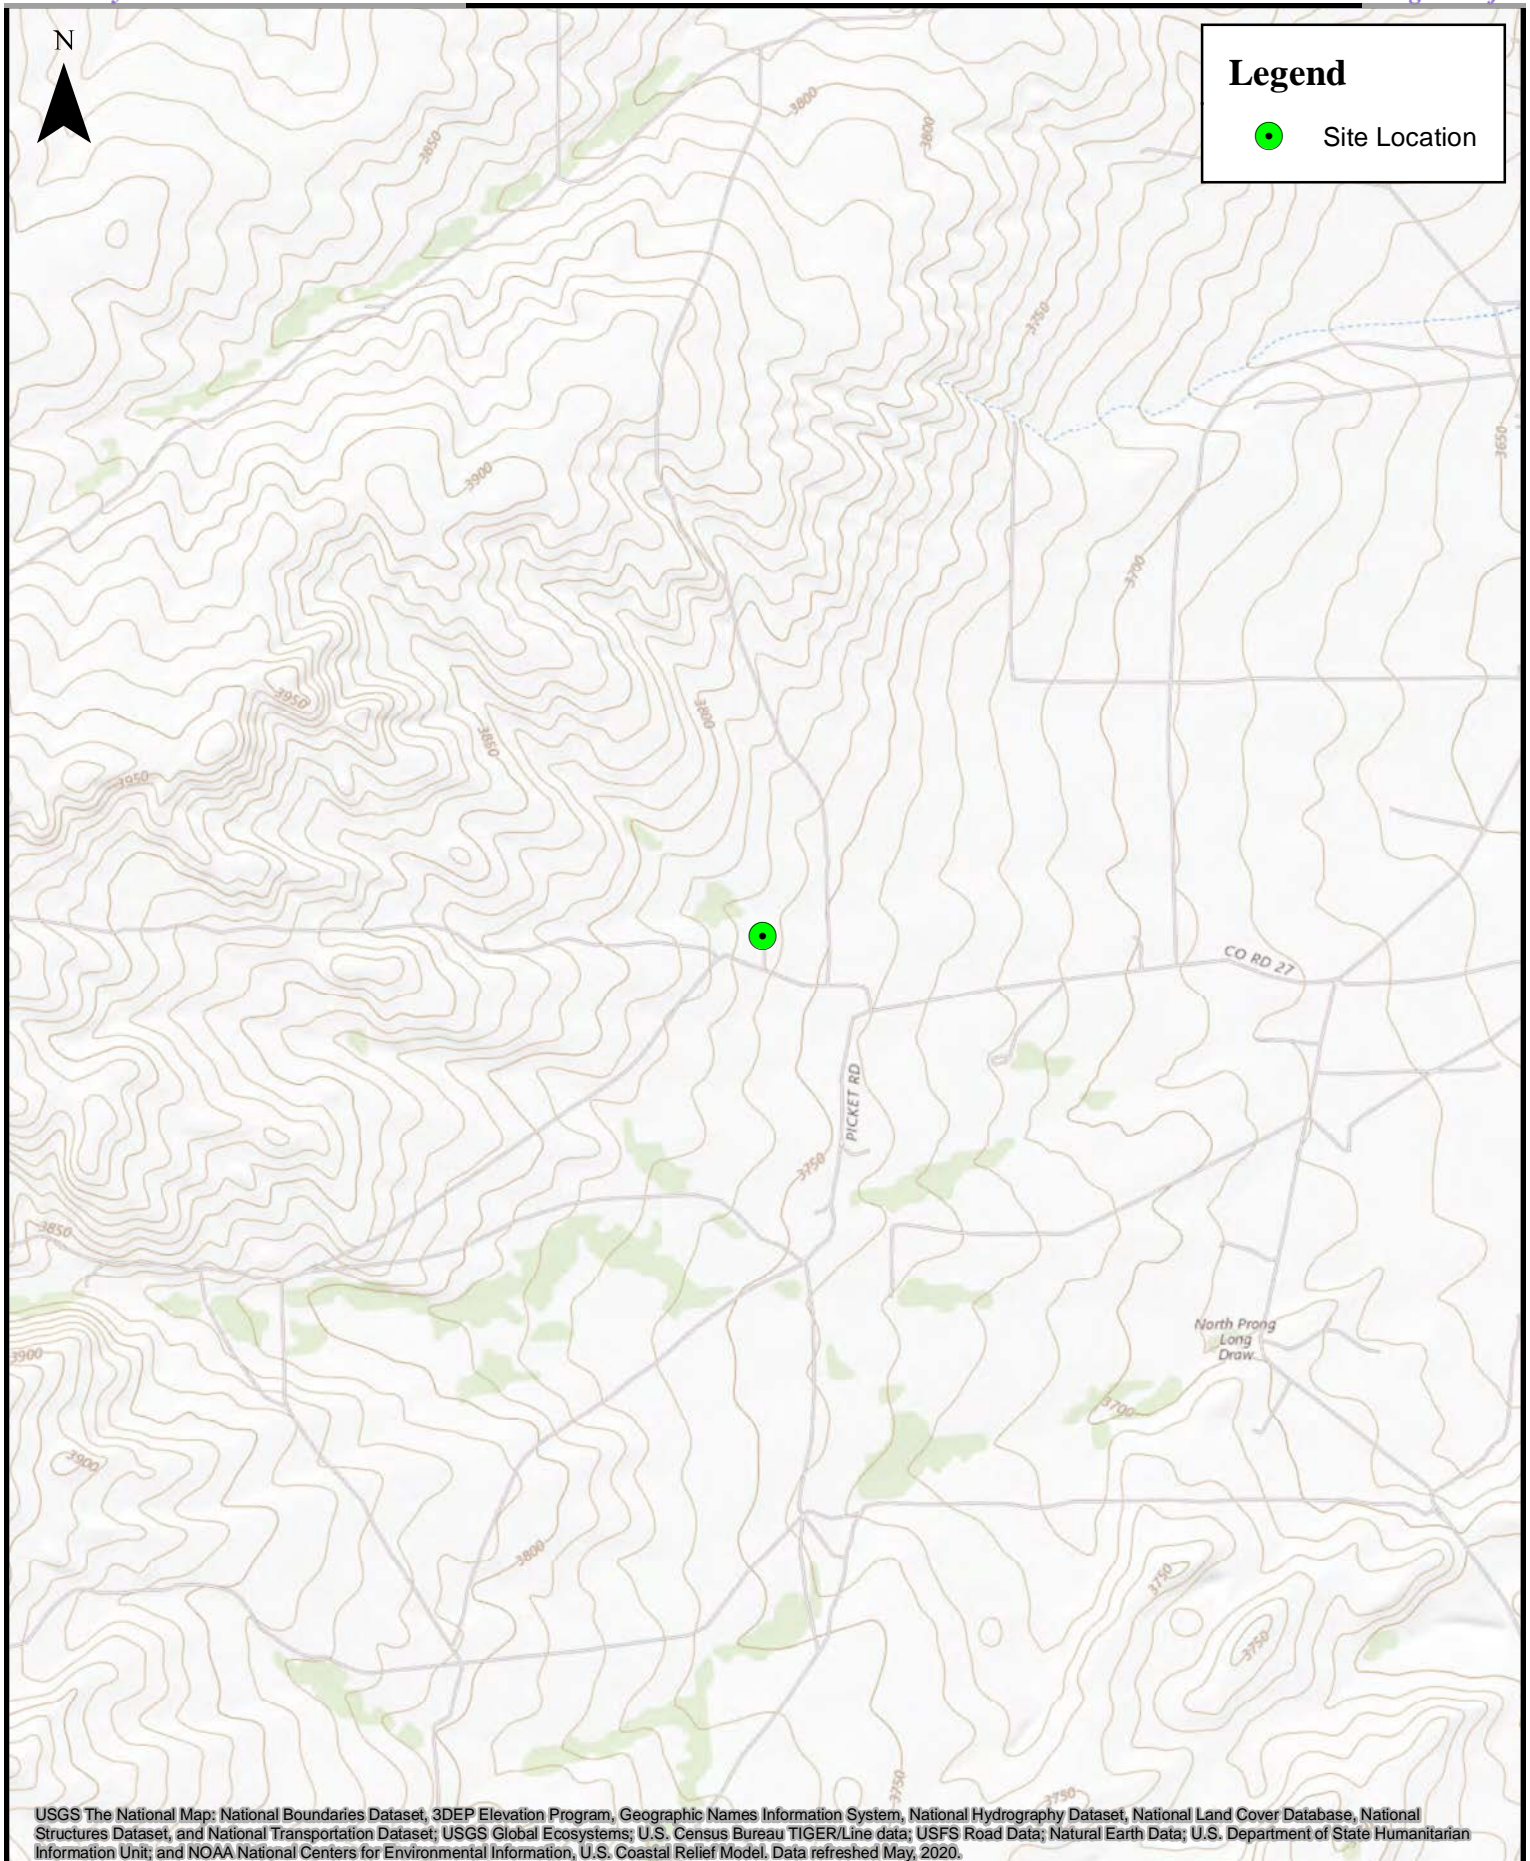 N
Legend
Site Location
3850
3800
3800
3750
3650
3900
3700
3950
3800
3850
3950
CO RD 27
PICKET RD
3750
3850
North Prong
Long
Draw
3900
3700
3900
3800
3750
3750
3750
3750
USGS The National Map: National Boundaries Dataset, 3DEP Elevation Program, Geographic Names Information System, National Hydrography Dataset, National Land Cover Database, National
Structures Dataset, and National Transportation Dataset; USGS Global Ecosystems; U.S. Census Bureau TIGER/Line data; USFS Road Data; Natural Earth Data; U.S. Department of State Humanitarian
Information Unit; and NOAA National Centers for Environmental Information, U.S. Coastal Relief Model. Data refreshed May, 2020.